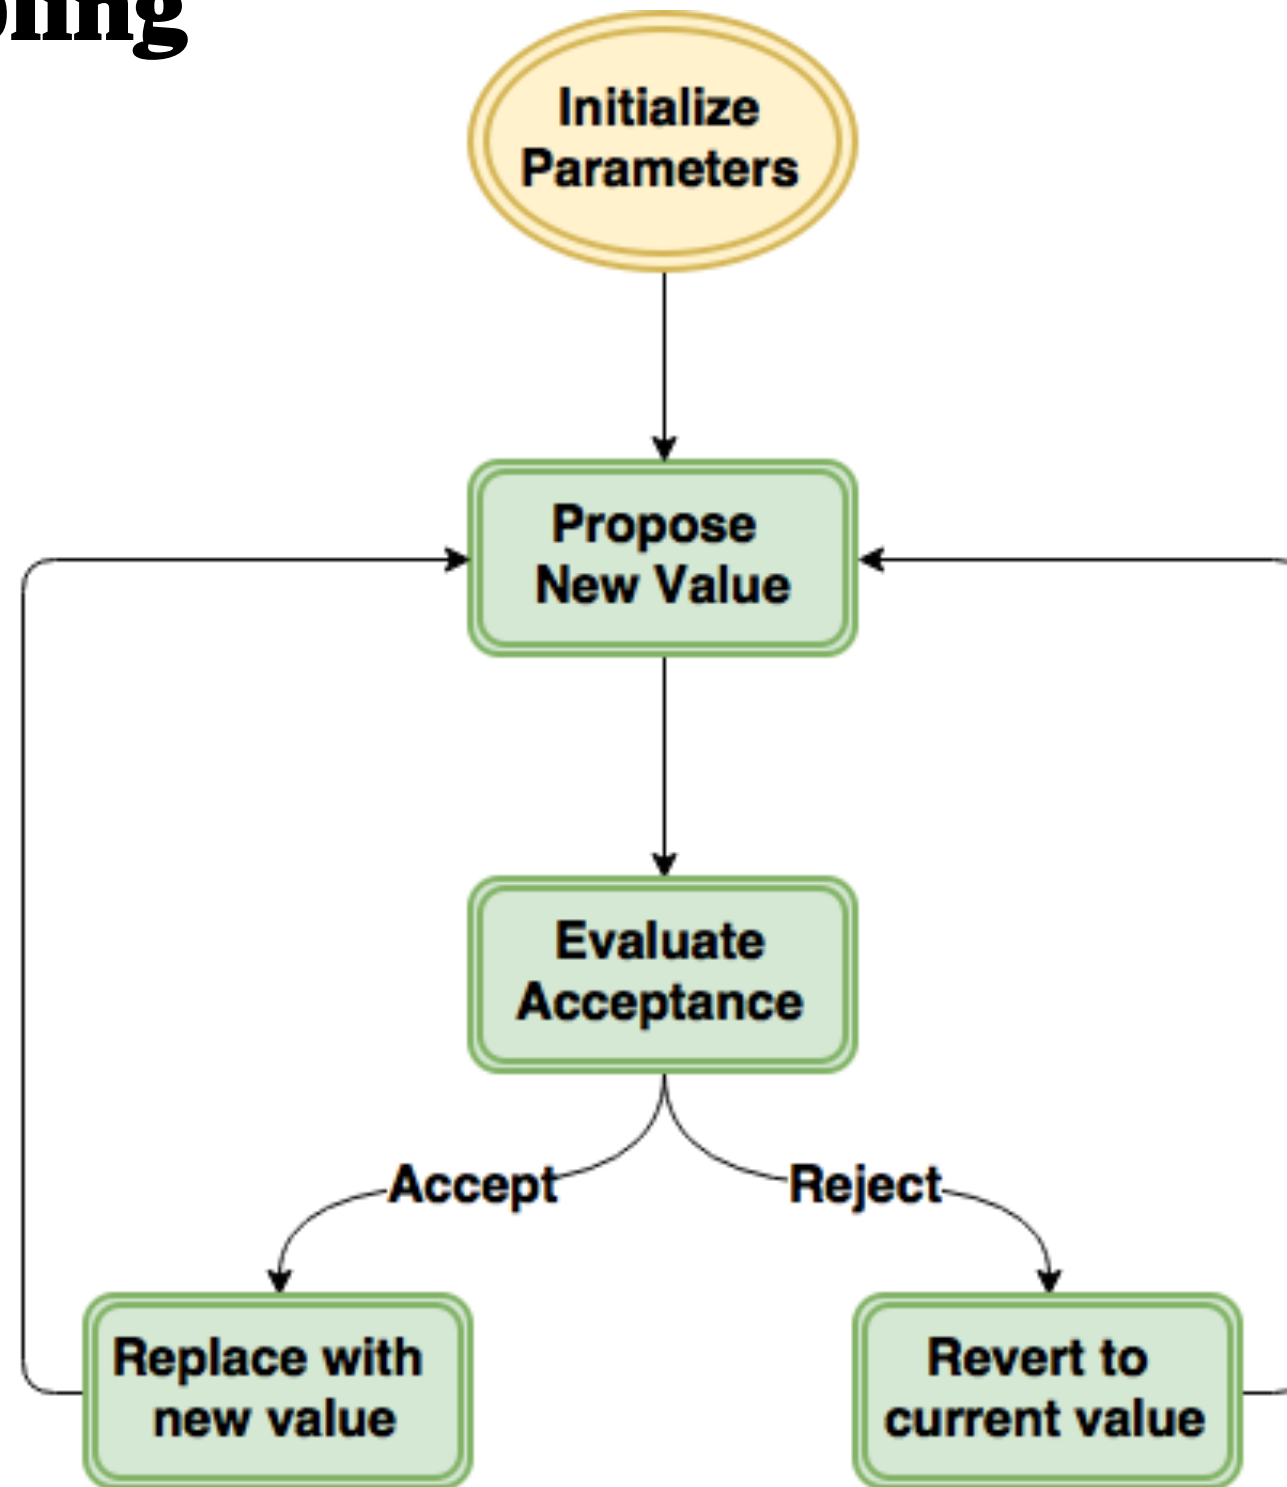 Initialize
Parameters
Propose
New Value
Evaluate
Acceptance
Accept
Reject
Replace with
new value
Revert to
current value